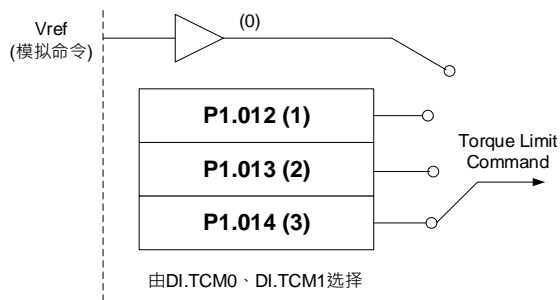 Vref
(模拟命令)
(0)
P1.012 (1)
P1.013 (2)
P1.014 (3)
Torque Limit
Command
由DI.TCM0、DI.TCM1选择